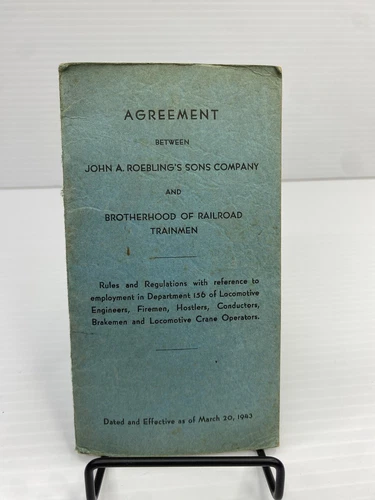 AGREEMENT
BETWEEN
JOHN A. ROEBLING'S SONS COMPANY
AND
BROTHERHOOD OF RAILROAD
TRAINMEN
Rules and Regulations with reference to
employment in Department 156 of Locomotive
Engineers, Firemen, Hostlers, Conductors,
Brakemen and Locomotive Crane Operators.
Dated and Effective as of March 20, 1943